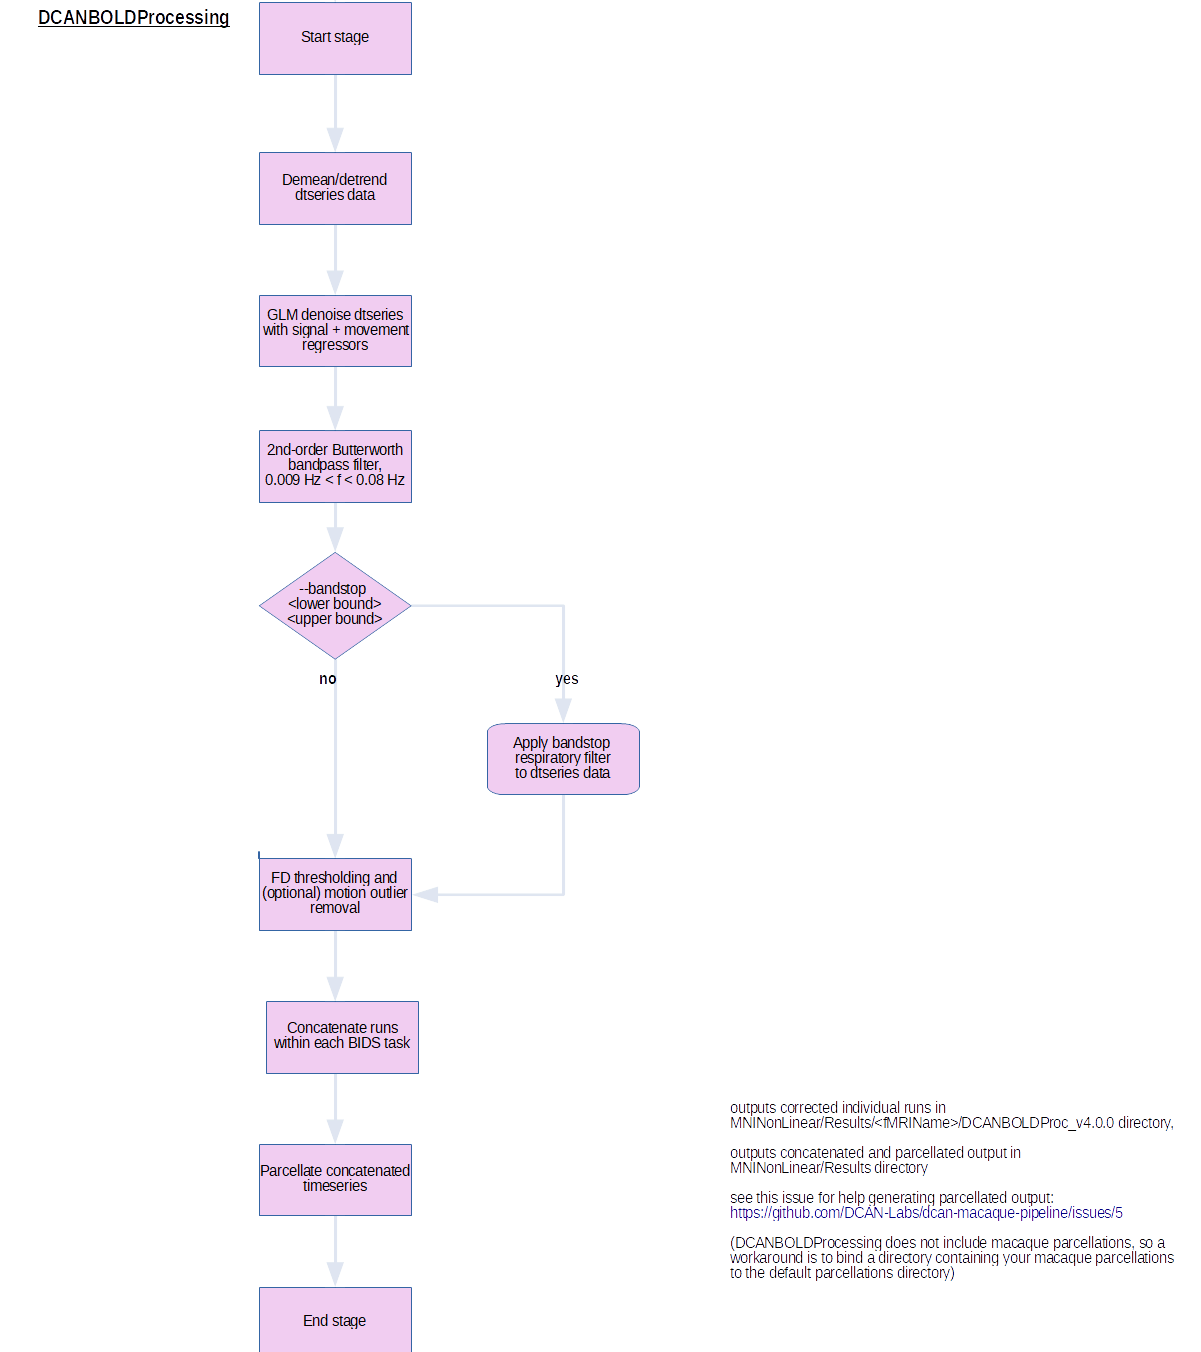 DCANBOLDProcessing
Start stage
Demean/detrend
dtseries data
GLM denoise dtseries
with signal + movement
regressors
2nd-order Butterworth
bandpass filter,
0.009 Hz < f < 0.08 Hz
--bandstop
<lower bound>
<upper bound>
no
yes
Apply bandstop
respiratory filter
to dtseries data
FD thresholding and
(optional) motion outlier
removal
Concatenate runs
within each BIDS task
Parcellate concatenated
timeseries
End stage
outputs corrected individual runs in
MNINonLinear/Results/<fMRIName>/DCANBOLDProc_v4.0.0 directory,
outputs concatenated and parcellated output in
MNINonLinear/Results directory
see this issue for help generating parcellated output:
https://github.com/DCAN-Labs/dcan-macaque-pipeline/issues/5
(DCANBOLDProcessing does not include macaque parcellations, so a
workaround is to bind a directory containing your macaque parcellations
to the default parcellations directory)